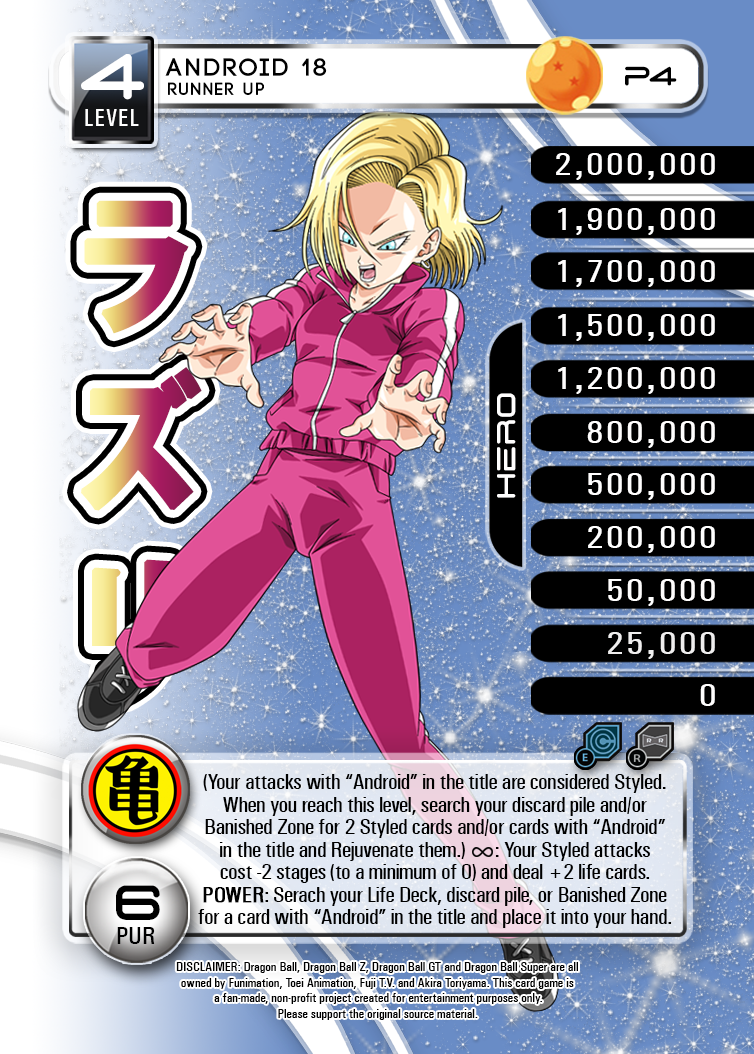 4
LEVEL
ANDROID 18
RUNNER UP
P4
ラズリ
2,000,000
1,900,000
1,700,000
1,500,000
1,200,000
800,000
500,000
200,000
50,000
25,000
0
HERO
E
R
R R
亀
6
PUR
(Your attacks with “Android” in the title are considered Styled.
When you reach this level, search your discard pile and/or
Banished Zone for 2 Styled cards and/or cards with “Android”
in the title and Rejuvenate them.) ∞: Your Styled attacks
cost -2 stages (to a minimum of 0) and deal +2 life cards.
POWER: Serach your Life Deck, discard pile, or Banished Zone
for a card with “Android” in the title and place it into your hand.
DISCLAIMER: Dragon Ball, Dragon Ball Z, Dragon Ball GT and Dragon Ball Super are all
owned by Funimation, Toei Animation, Fuji T.V. and Akira Toriyama. This card game is
a fan-made, non-profit project created for entertainment purposes only.
Please support the original source material.